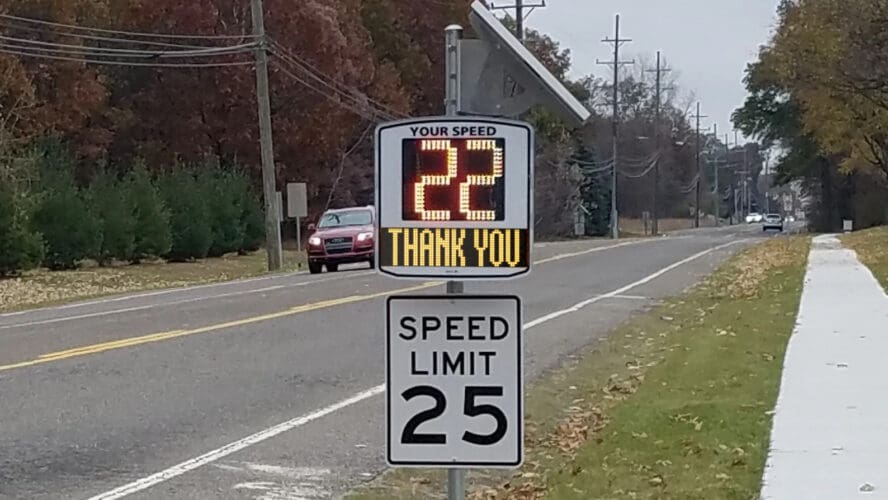 YOUR SPEED
22
THANK YOU
SPEED
LIMIT
25